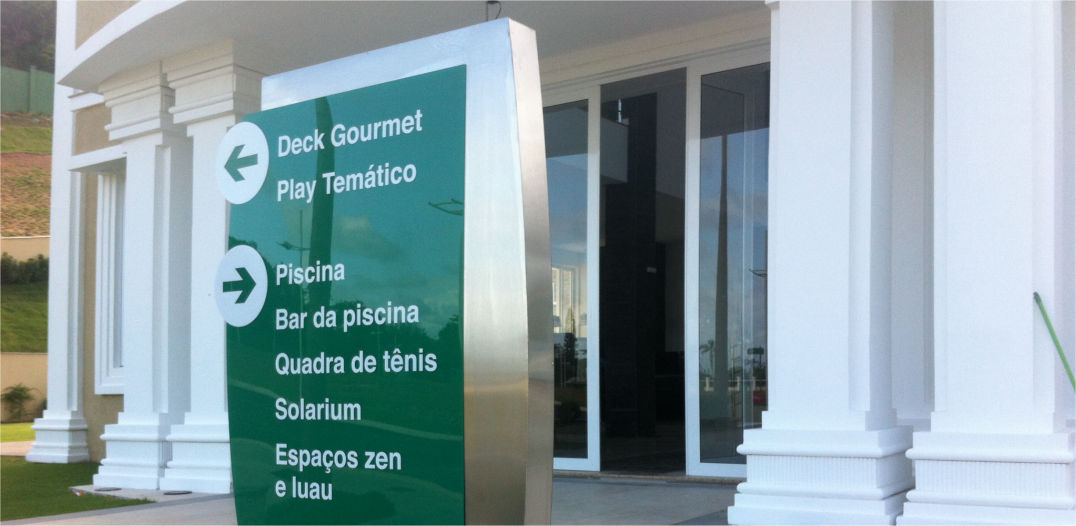 Deck Gourmet
Play Temático
Piscina
Bar da piscina
Quadra de tênis
Solarium
Espaços zen
e luau